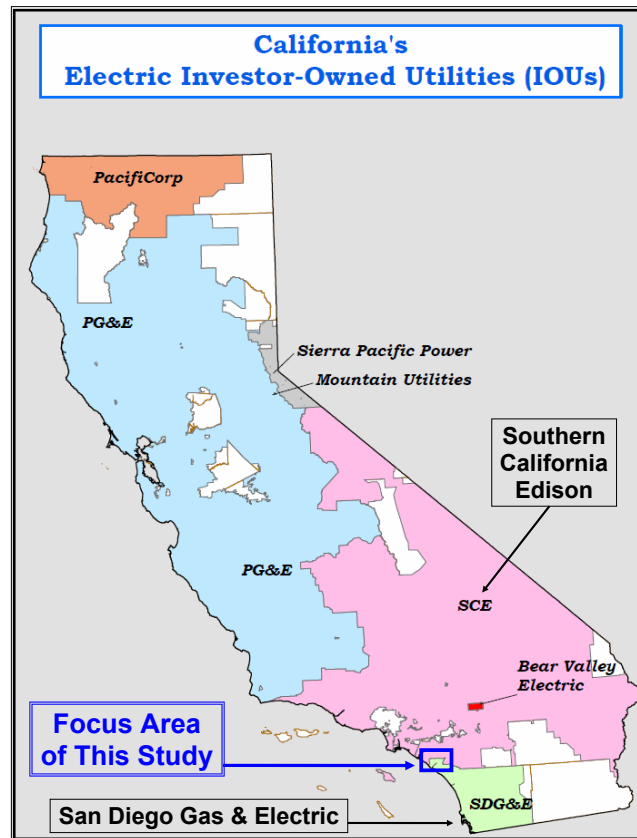 California's
Electric Investor-Owned Utilities (IOUs)
PacifiCorp
PG&E
Sierra Pacific Power
Mountain Utilities
Southern
California
Edison
PG&E
SCE
Bear Valley
Electric
Focus Area
of This Study
SDG&E
San Diego Gas & Electric